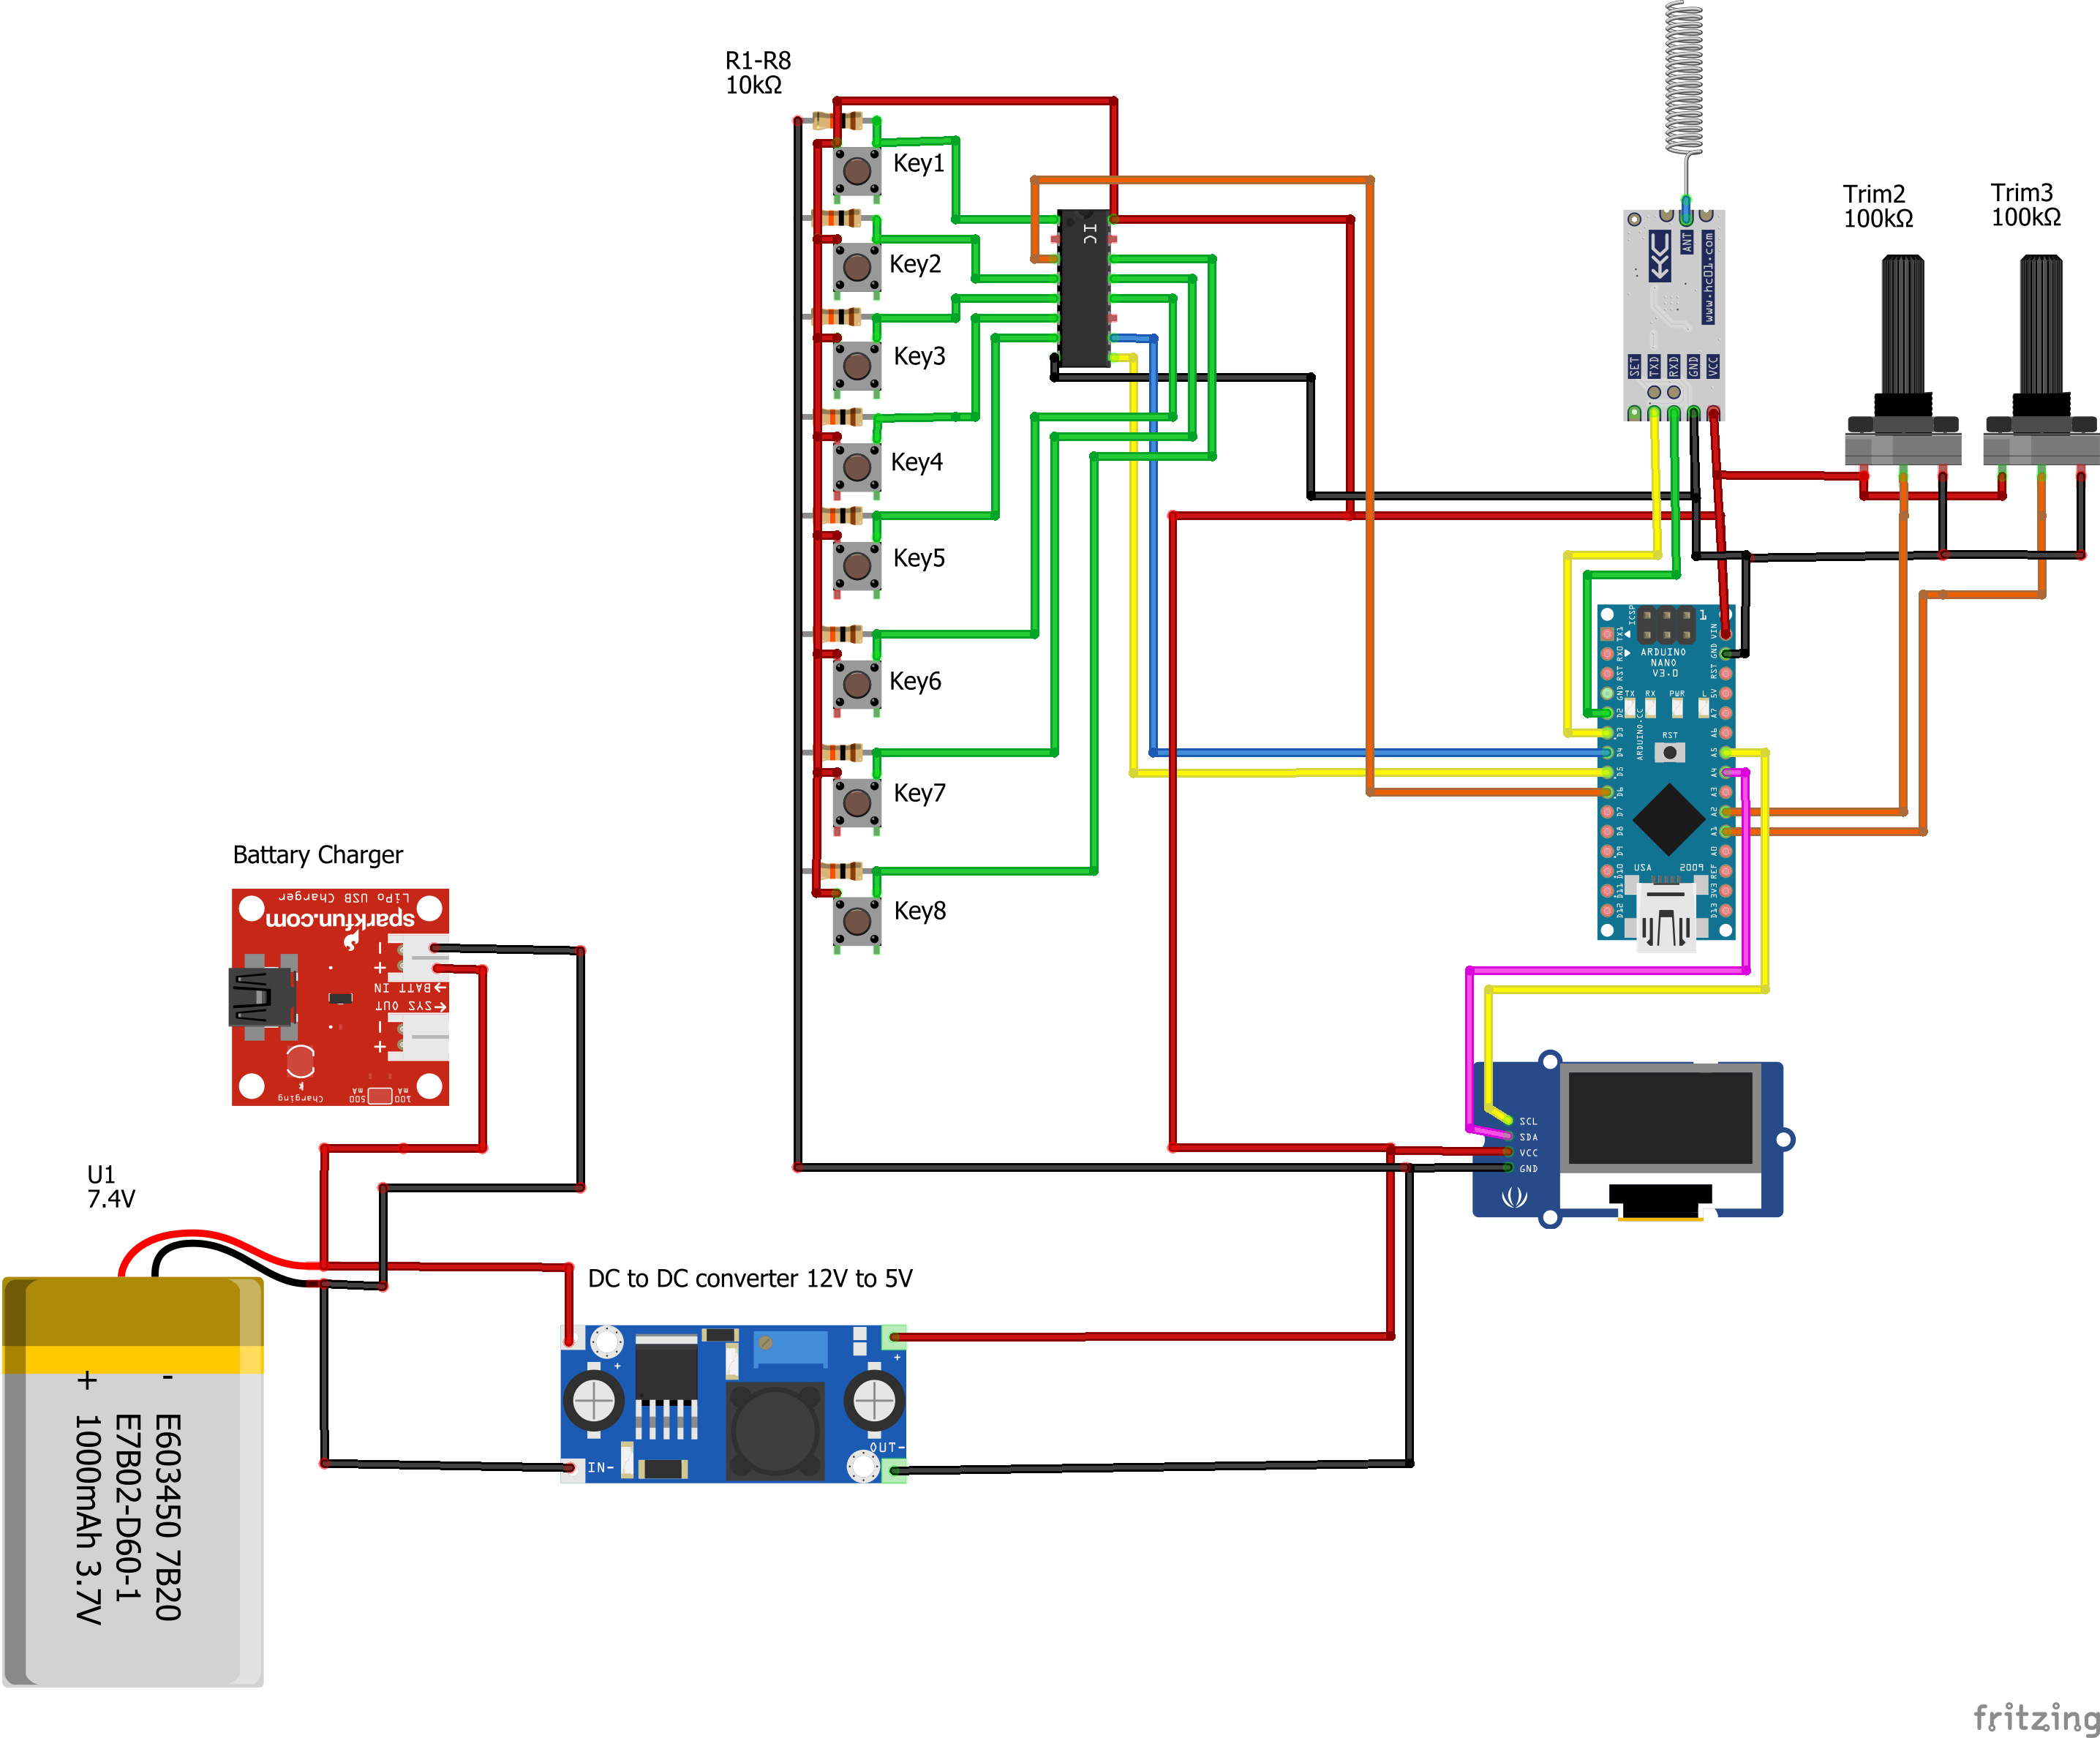 R1-R8
10kΩ
Key1
Key2
Key3
Key4
Key5
Key6
Key7
Key8
IC
ANT
www.hc01.com
SET
TXD
RXD
GND
VCC
Trim2
100kΩ
Trim3
100kΩ
ICSP
1
TX1
RX0
RST
GND
D2
D3
D4
D5
D6
D7
D8
D9
D10
D11
D12
ARDUINO
NANO
V3.0
TX
RX
PWR
L
ARDUINO.CC
RST
USA
2009
VIN
GND
RST
5V
A7
A6
A5
A4
A3
A2
A1
A0
REF
3V3
D13
Battary Charger
LiPo USB Charger
sparkfun.com
-
+
BATT IN
SYS OUT
-
+
Charging
500 mA
100 mA
SCL
SDA
VCC
GND
U1
7.4V
DC to DC converter 12V to 5V
+
+
IN-
OUT-
-
+
E603450 7B20
E7B02-D60-1
1000mAh 3.7V
fritzing